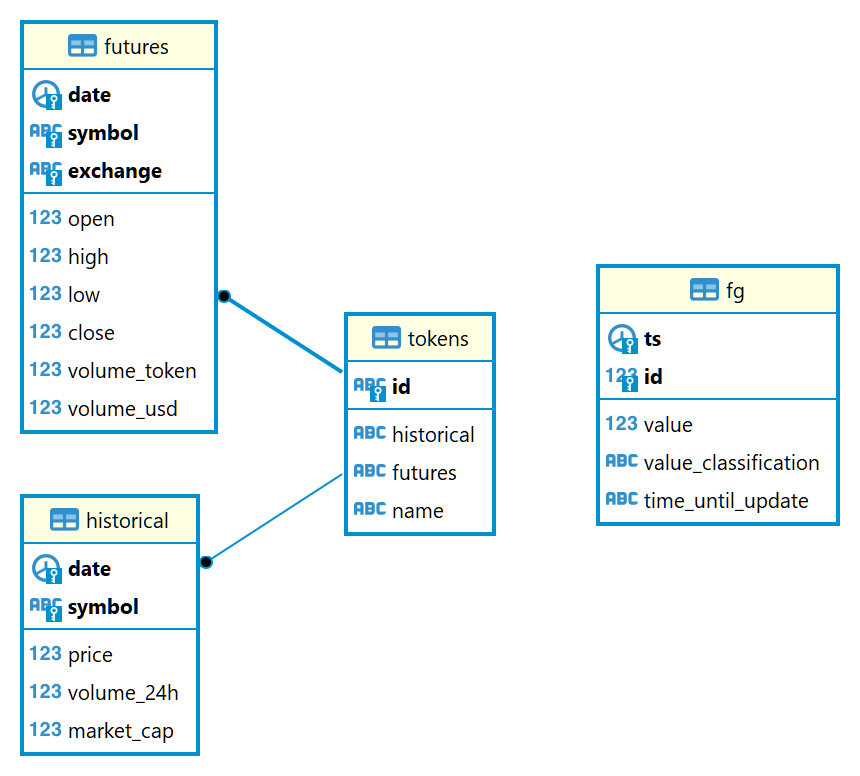 futures
date
ABC symbol
ABC exchange
123 open
123 high
123 low
123 close
123 volume_token
123 volume_usd
tokens
ABC id
ABC historical
ABC futures
ABC name
fg
ts
123 id
123 value
ABC value_classification
ABC time_until_update
historical
date
ABC symbol
123 price
123 volume_24h
123 market_cap